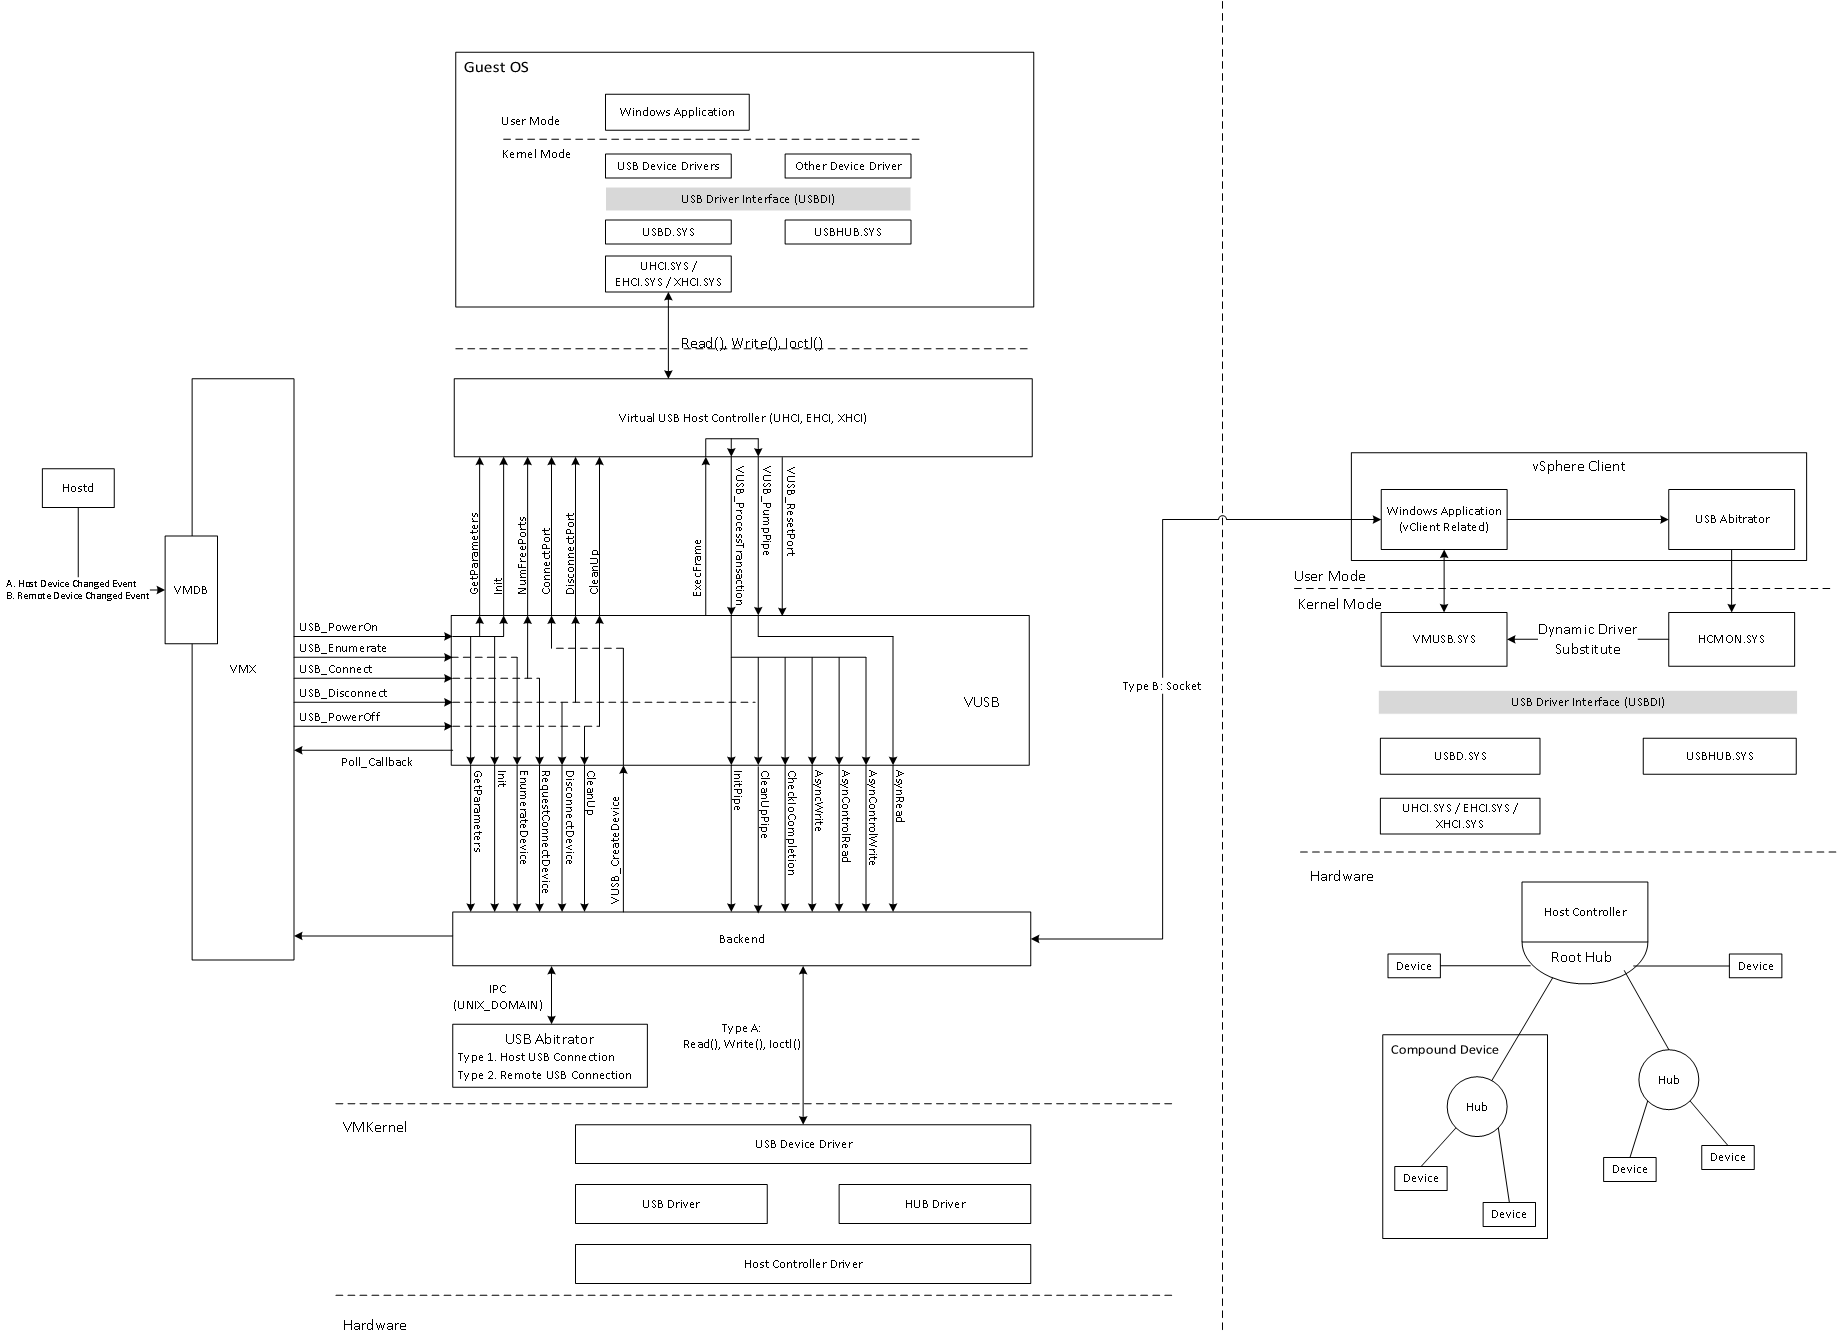 Guest OS
Windows Application
User Mode
Kernel Mode
USB Device Drivers
Other Device Driver
USB Driver Interface (USBDI)
USBD.SYS
USBHUB.SYS
UHCI.SYS /
EHCI.SYS / XHCI.SYS
Read(), Write(), Ioctl()
Virtual USB Host Controller (UHCI, EHCI, XHCI)
Hostd
A. Host Device Changed Event
B. Remote Device Changed Event
VMDB
VMX
GetParameters
Init
NumFreePorts
ConnectPort
DisconnectPort
CleanUp
ExecFrame
VUSB_ProcessTransaction
VUSB_PumpPipe
VUSB_ResetPort
USB_PowerOn
USB_Enumerate
USB_Connect
USB_Disconnect
USB_PowerOff
Poll_Callback
VUSB
GetParameters
Init
EnumerateDevice
RequestConnectDevice
DisconnectDevice
CleanUp
VUSB_CreateDevice
InitPipe
CleanUpPipe
CheckIoCompletion
AsyncWrite
AsynControlRead
AsynControlWrite
AsynRead
Backend
IPC
(UNIX_DOMAIN)
USB Abitrator
Type 1. Host USB Connection
Type 2. Remote USB Connection
Type A:
Read(), Write(), Ioctl()
VMKernel
USB Device Driver
USB Driver
HUB Driver
Host Controller Driver
Hardware
Type B: Socket
vSphere Client
Windows Application
(vClient Related)
USB Abitrator
User Mode
Kernel Mode
VMUSB.SYS
Dynamic Driver
Substitute
HCMON.SYS
USB Driver Interface (USBDI)
USBD.SYS
USBHUB.SYS
UHCI.SYS / EHCI.SYS /
XHCI.SYS
Hardware
Host Controller
Root Hub
Device
Device
Compound Device
Hub
Device
Device
Hub
Device
Device